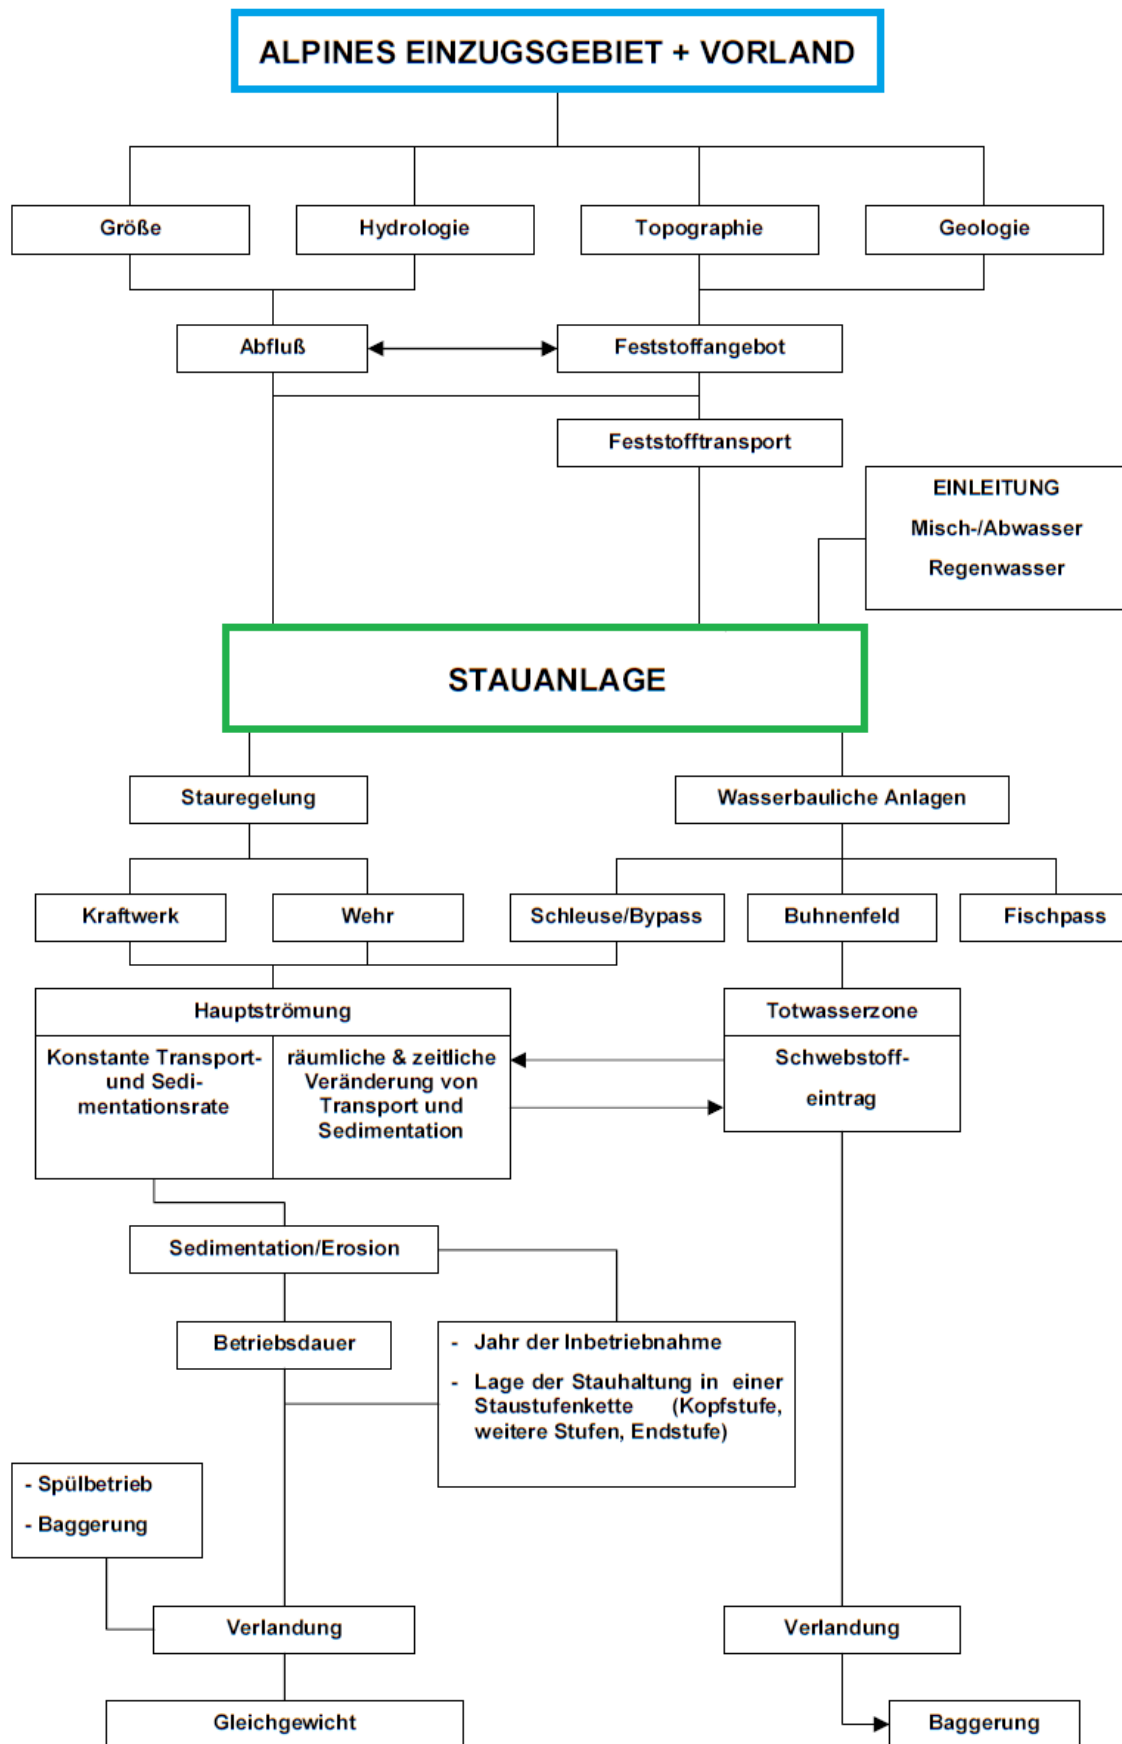 ALPINES EINZUGSGEBIET + VORLAND
Größe
Hydrologie
Topographie
Geologie
Abfluß
Feststoffangebot
Feststofftransport
EINLEITUNG
Misch-/Abwasser
Regenwasser
STAUANLAGE
Stauregelung
Wasserbauliche Anlagen
Kraftwerk
Wehr
Schleuse/Bypass
Buhnenfeld
Fischpass
Hauptströmung
Konstante Transport-
und Sedi-
mentationsrate
räumliche & zeitliche
Veränderung von
Transport und
Sedimentation
Totwasserzone
Schwebstoff-
eintrag
Sedimentation/Erosion
Betriebsdauer
- Jahr der Inbetriebnahme
- Lage der Stauhaltung in einer
Staustufenkette (Kopfstufe,
weitere Stufen, Endstufe)
- Spülbetrieb
- Baggerung
Verlandung
Verlandung
Gleichgewicht
Baggerung